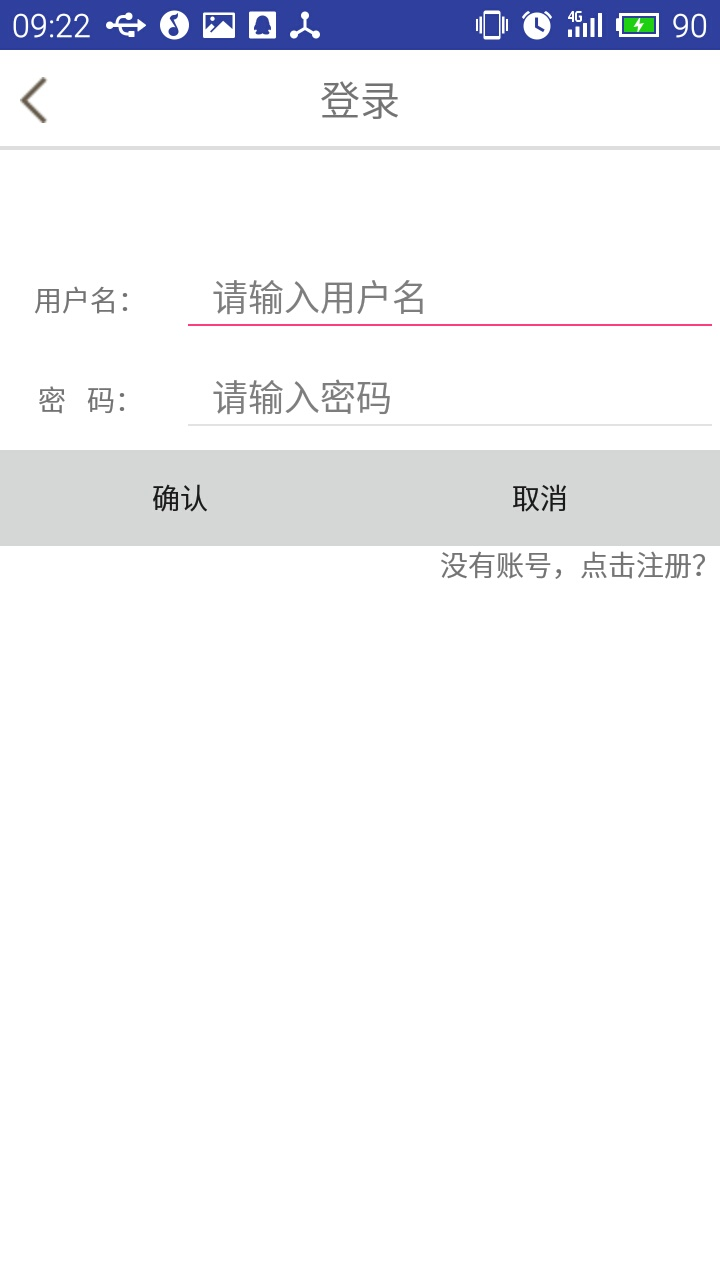 09:22 4G 90
登录
用户名： 请输入用户名
密 码： 请输入密码
确认 取消
没有账号，点击注册？